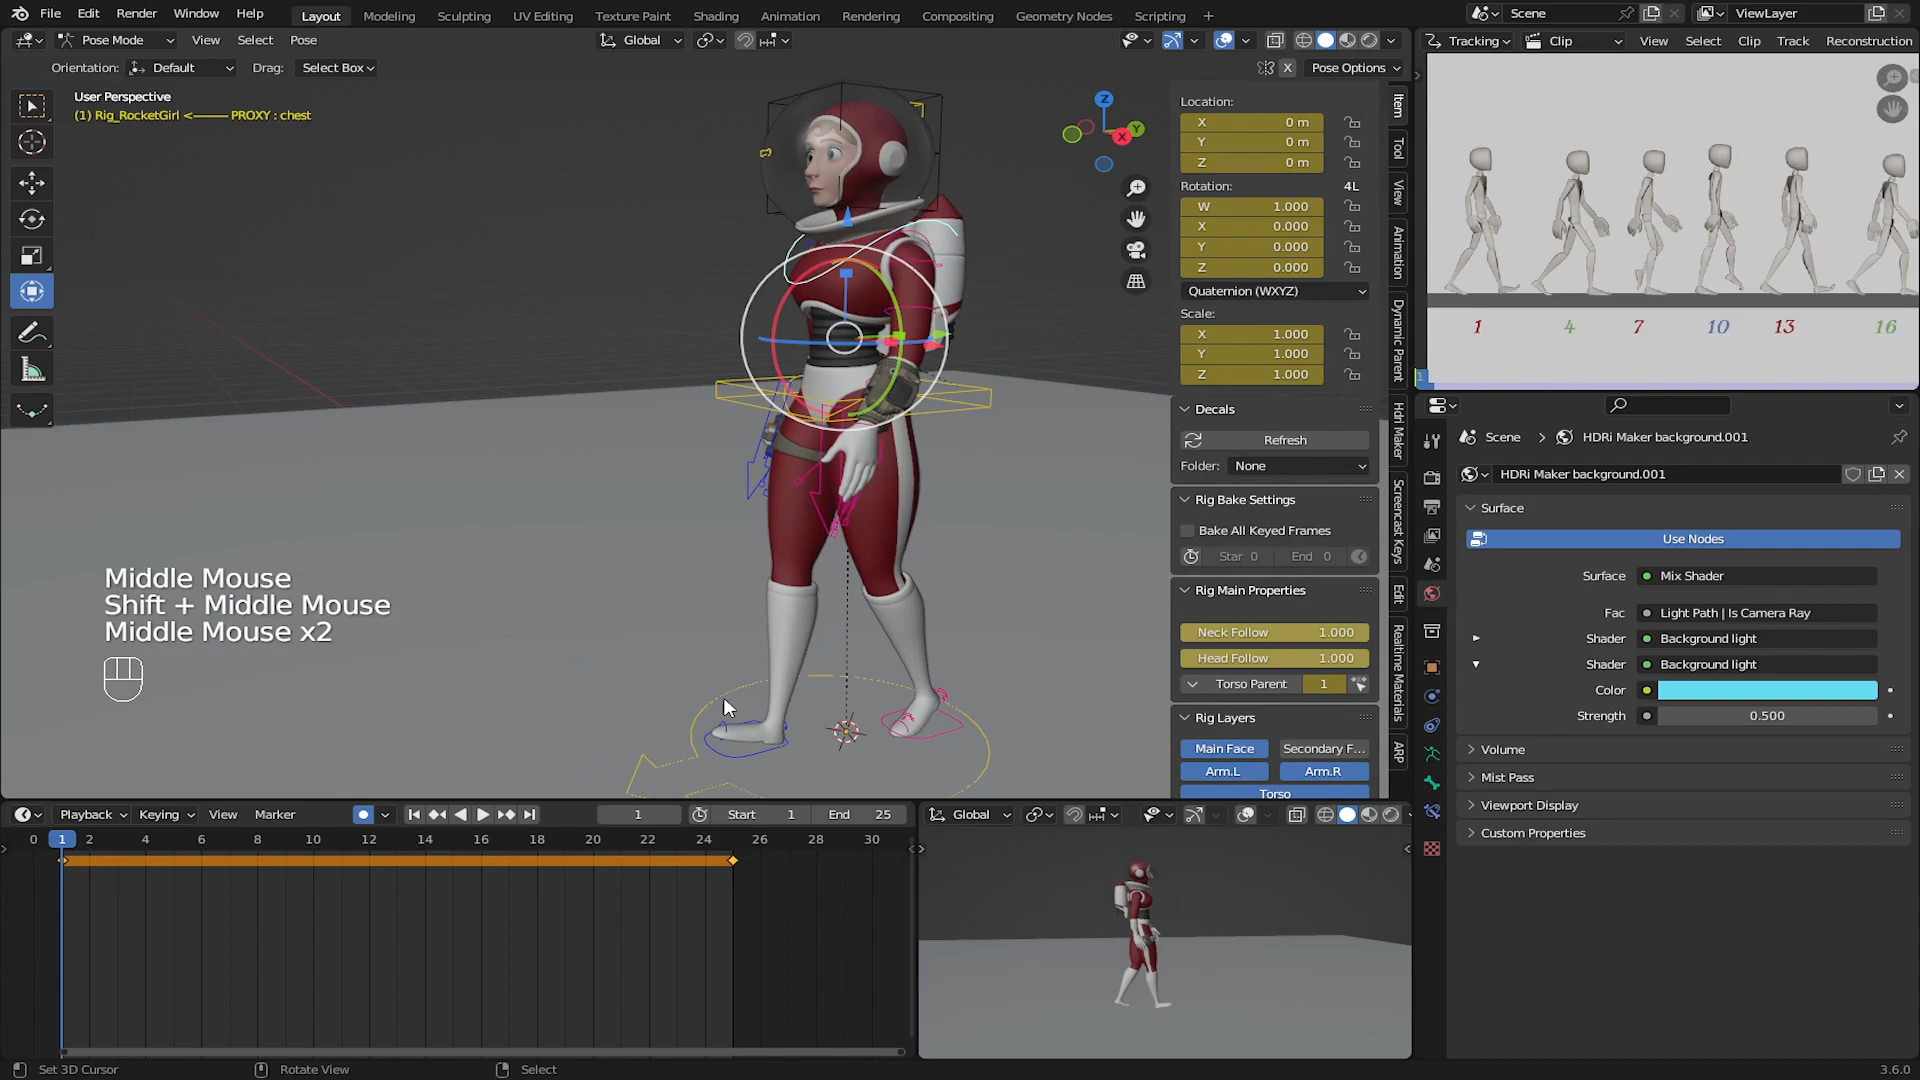 File Edit Render Window Help Layout Modeling Sculpting UV Editing Texture Paint Shading Animation Rendering Compositing Geometry Nodes Scripting + Scene ViewLayer
Pose Mode View Select Pose Global Tracking Clip View Select Clip Track Reconstruction
Orientation: Default Drag: Select Box X Pose Options
User Perspective
(1) Rig_RocketGirl <——— PROXY : chest
Z
Y
X
Location:
X 0 m
Y 0 m
Z 0 m
Rotation: 4L
W 1.000
X 0.000
Y 0.000
Z 0.000
Quaternion (WXYZ)
Scale:
X 1.000
Y 1.000
Z 1.000
Decals
Refresh
Folder: None
Rig Bake Settings
Bake All Keyed Frames
Star 0 End 0
Rig Main Properties
Neck Follow 1.000
Head Follow 1.000
Torso Parent 1
Rig Layers
Main Face Secondary F...
Arm.L Arm.R
Torso
Item
Tool
View
Animation
Dynamic Parent
Hdri Maker
Screencast Keys
Edit
Realtime Materials
ARP
1 4 7 10 13 16
1
Scene > HDRi Maker background.001
HDRi Maker background.001
Surface
Use Nodes
Surface Mix Shader
Fac Light Path | Is Camera Ray
Shader Background light
Shader Background light
Color
Strength 0.500
Volume
Mist Pass
Viewport Display
Custom Properties
Middle Mouse
Shift + Middle Mouse
Middle Mouse x2
Playback Keying View Marker 1 Start 1 End 25
0 1 2 4 6 8 10 12 14 16 18 20 22 24 26 28 30
Global
Set 3D Cursor Rotate View Select 3.6.0